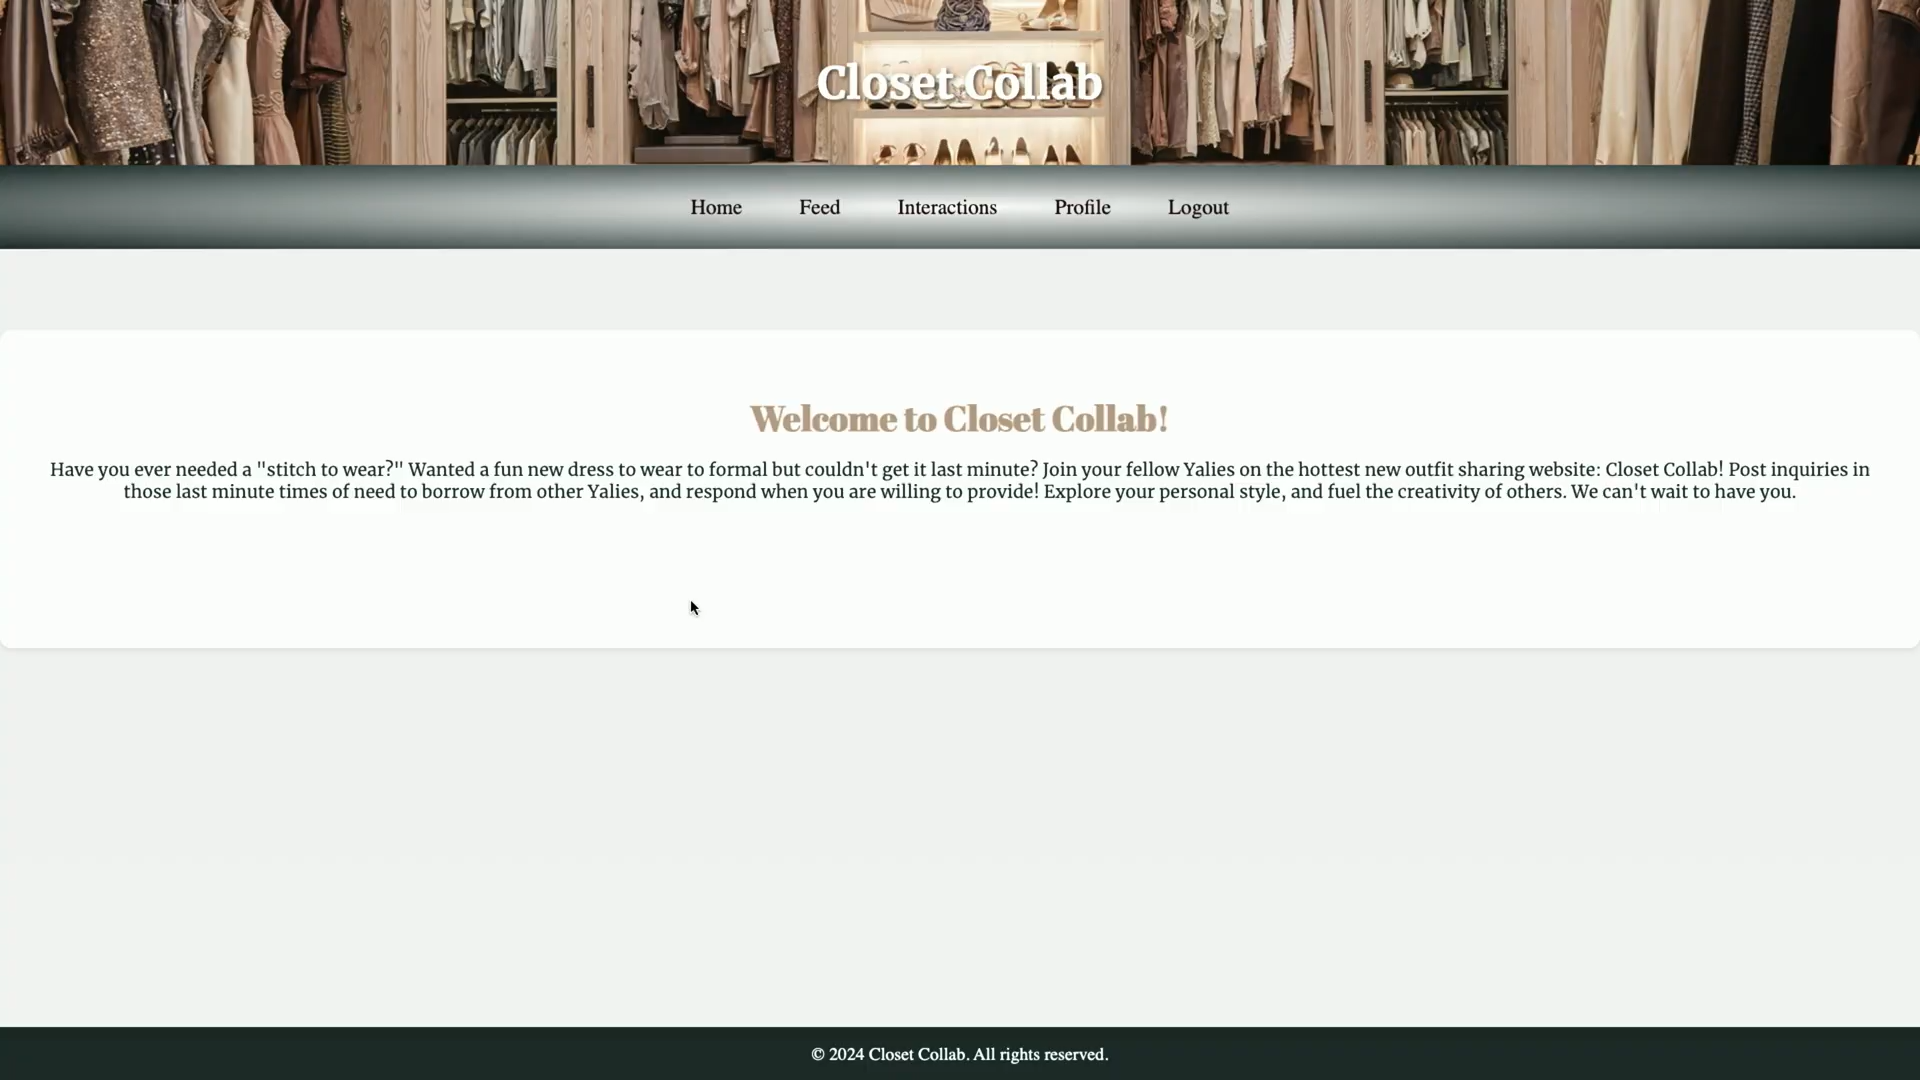 Closet Collab
Home Feed Interactions Profile Logout
Welcome to Closet Collab!
Have you ever needed a "stitch to wear?" Wanted a fun new dress to wear to formal but couldn't get it last minute? Join your fellow Yalies on the hottest new outfit sharing website: Closet Collab! Post inquiries in
those last minute times of need to borrow from other Yalies, and respond when you are willing to provide! Explore your personal style, and fuel the creativity of others. We can't wait to have you.
© 2024 Closet Collab. All rights reserved.